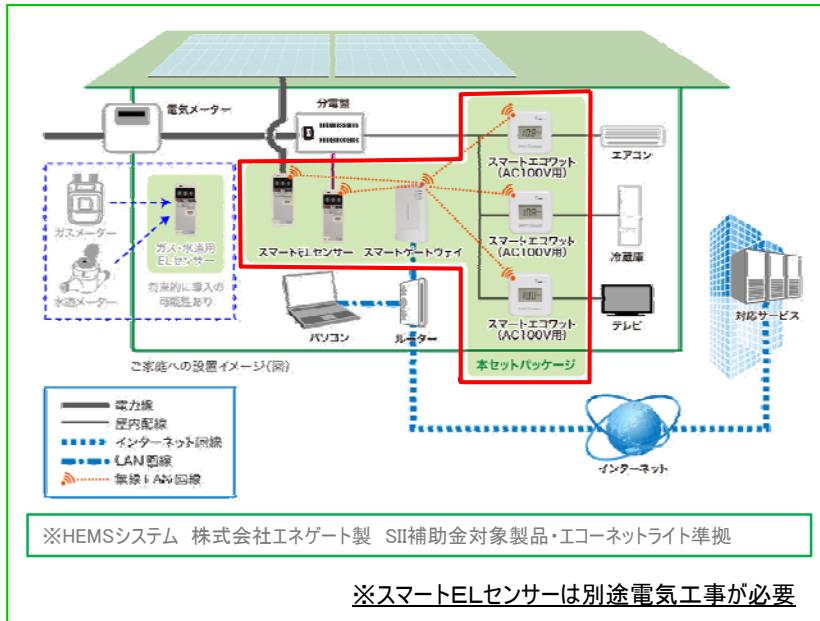 電気メーター
分電盤
スマートエコワット
(AC100V用)
エアコン
ガスメーター
ガス・水道用
ELセンサー
水道メーター
将来的に導入の
可能性あり
スマートELセンサー
スマートゲートウェイ
スマートエコワット
(AC100V用)
冷蔵庫
パソコン
ルーター
スマートエコワット
(AC100V用)
テレビ
対応サービス
ご家庭への設置イメージ(図)
本セットパッケージ
電力線
屋内配線
インターネット回線
LAN回線
無線LAN回線
インターネット
※HEMSシステム 株式会社エネゲート製 SII補助金対象製品・エコーネットライト準拠
※スマートELセンサーは別途電気工事が必要